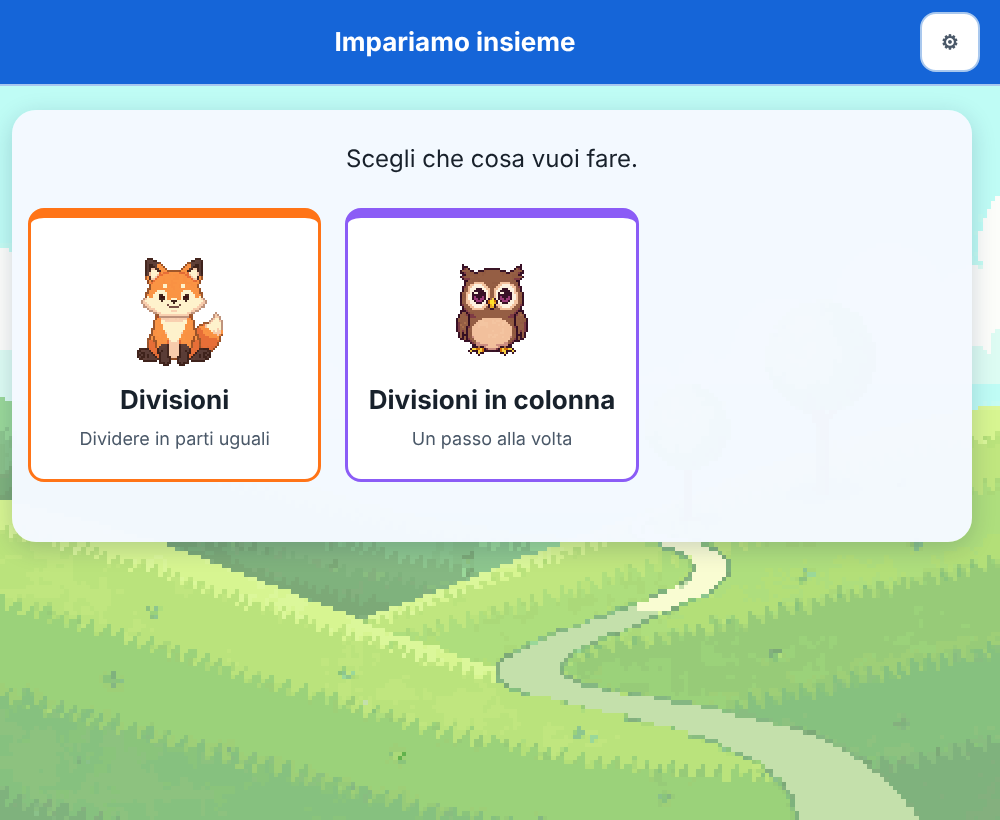 Impariamo insieme
Scegli che cosa vuoi fare.
Divisioni
Dividere in parti uguali
Divisioni in colonna
Un passo alla volta